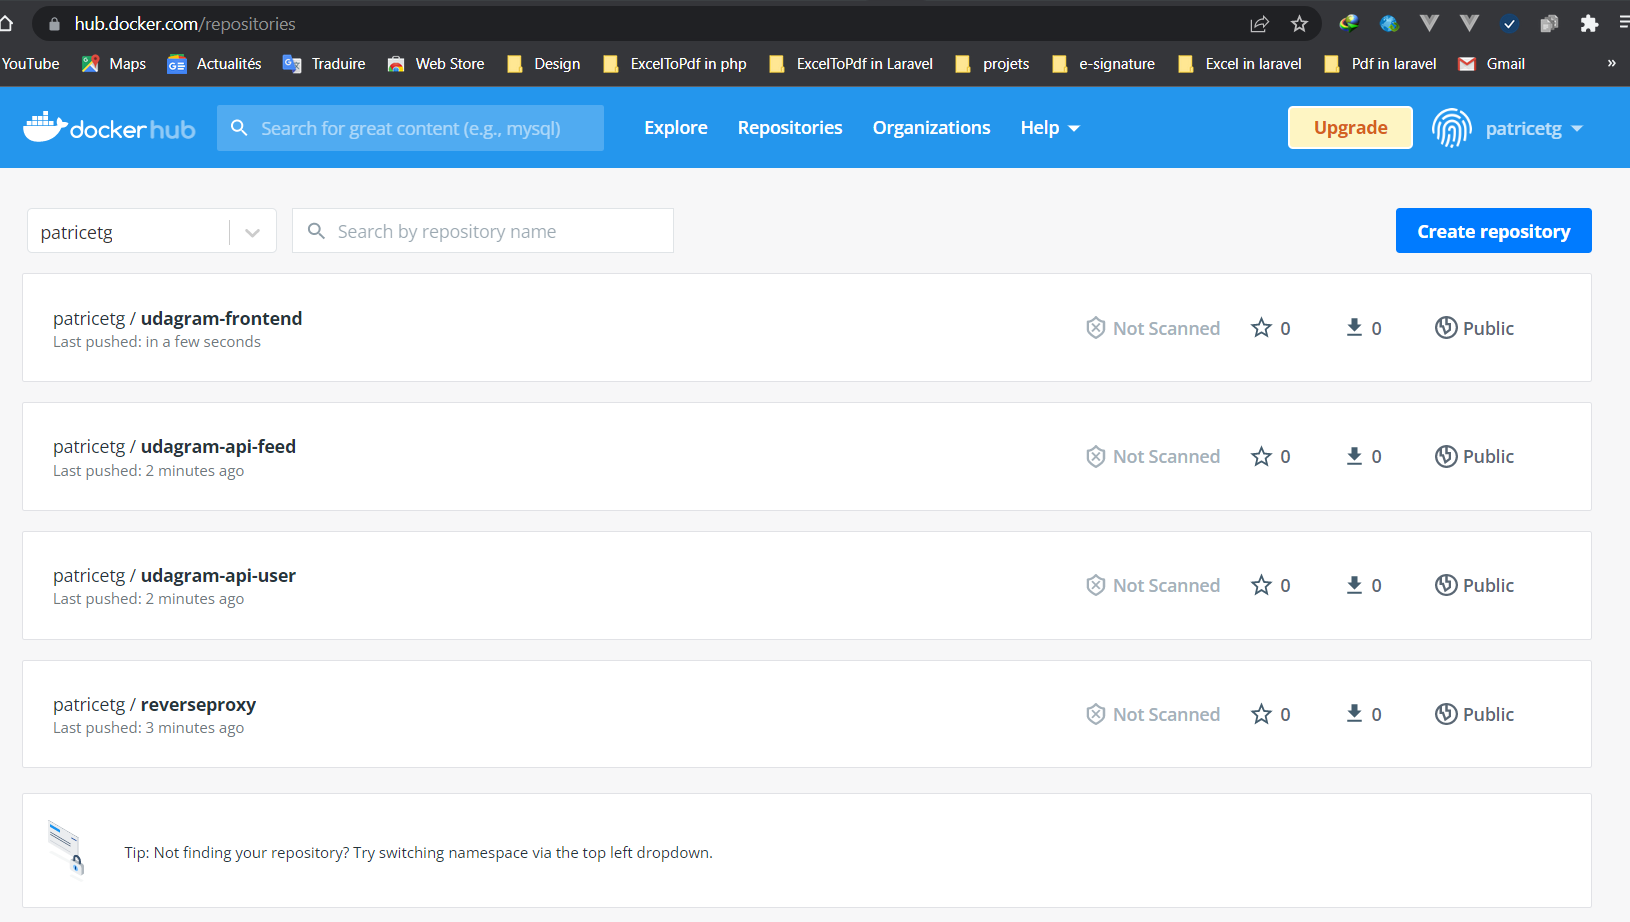 hub.docker.com/repositories
YouTube Maps Actualités Traduire Web Store Design ExcelToPdf in php ExcelToPdf in Laravel projets e-signature Excel in laravel Pdf in laravel Gmail »
dockerhub Search for great content (e.g., mysql) Explore Repositories Organizations Help Upgrade patricetg
patricetg Search by repository name Create repository
patricetg / udagram-frontend
Last pushed: in a few seconds
Not Scanned 0 0 Public
patricetg / udagram-api-feed
Last pushed: 2 minutes ago
Not Scanned 0 0 Public
patricetg / udagram-api-user
Last pushed: 2 minutes ago
Not Scanned 0 0 Public
patricetg / reverseproxy
Last pushed: 3 minutes ago
Not Scanned 0 0 Public
Tip: Not finding your repository? Try switching namespace via the top left dropdown.